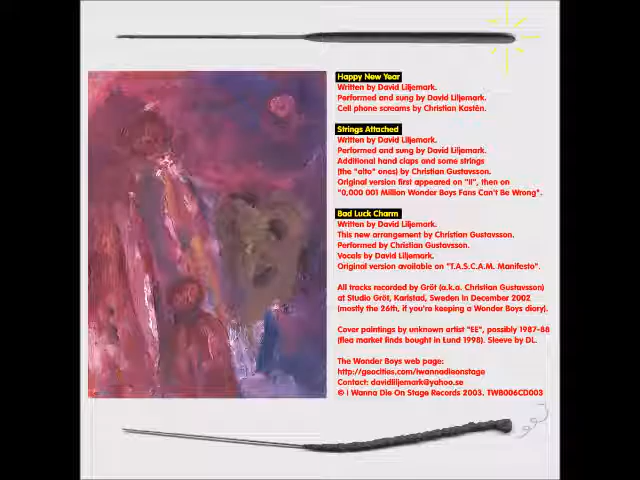 Happy New Year
Written by David Liljemark.
Performed and sung by David Liljemark.
Cell phone screams by Christian Kastén.
Strings Attached
Written by David Liljemark.
Performed and sung by David Liljemark.
Additional hand claps and some strings
(the "alto" ones) by Christian Gustavsson.
Original version first appeared on "II", then on
"0,000 001 Million Wonder Boys Fans Can't Be Wrong".
Bad Luck Charm
Written by David Liljemark.
This new arrangement by Christian Gustavsson.
Performed by Christian Gustavsson.
Vocals by David Liljemark.
Original version available on "T.A.S.C.A.M. Manifesto".
All tracks recorded by Gröt (a.k.a. Christian Gustavsson)
at Studio Gröt, Karlstad, Sweden in December 2002
(mostly the 26th, if you're keeping a Wonder Boys diary).
Cover paintings by unknown artist "EE", possibly 1987-88
(flea market finds bought in Lund 1998). Sleeve by DL.
The Wonder Boys web page:
http://geocities.com/iwannadieonstage
Contact: davidliljemark@yahoo.se
© I Wanna Die On Stage Records 2003. TWB006CD003